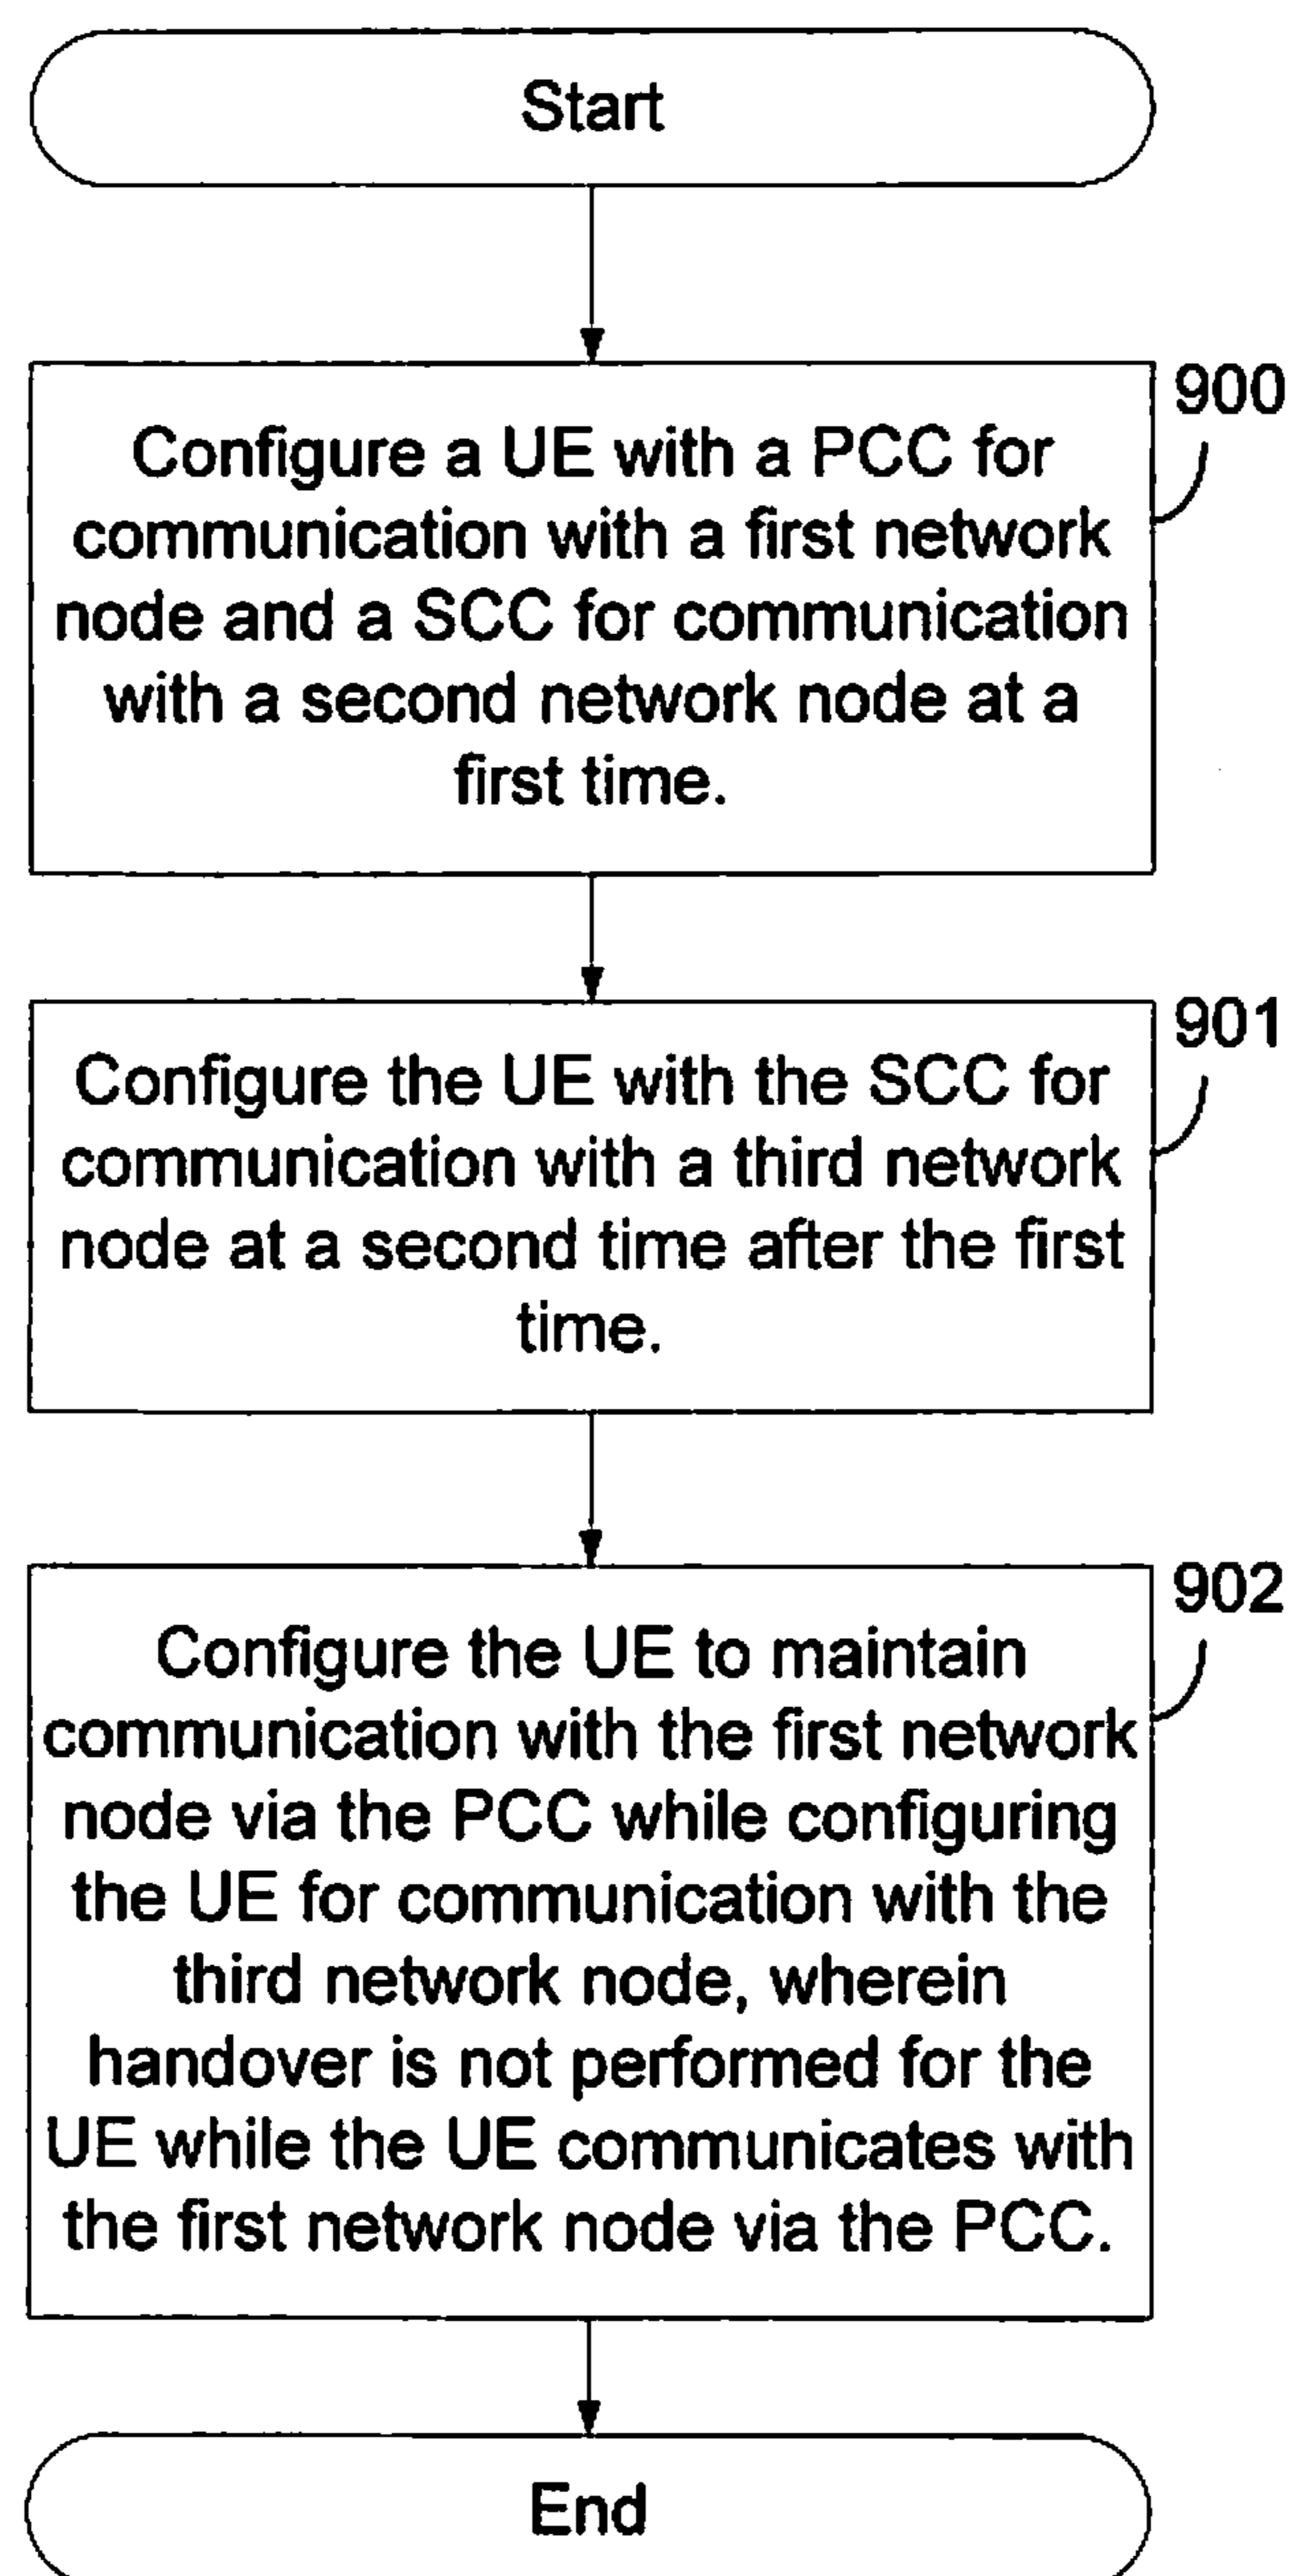 Start
900
Configure a UE with a PCC for
communication with a first network
node and a SCC for communication
with a second network node at a
first time.
901
Configure the UE with the SCC for
communication with a third network
node at a second time after the first
time.
902
Configure the UE to maintain
communication with the first network
node via the PCC while configuring
the UE for communication with the
third network node, wherein
handover is not performed for the
UE while the UE communicates with
the first network node via the PCC.
End